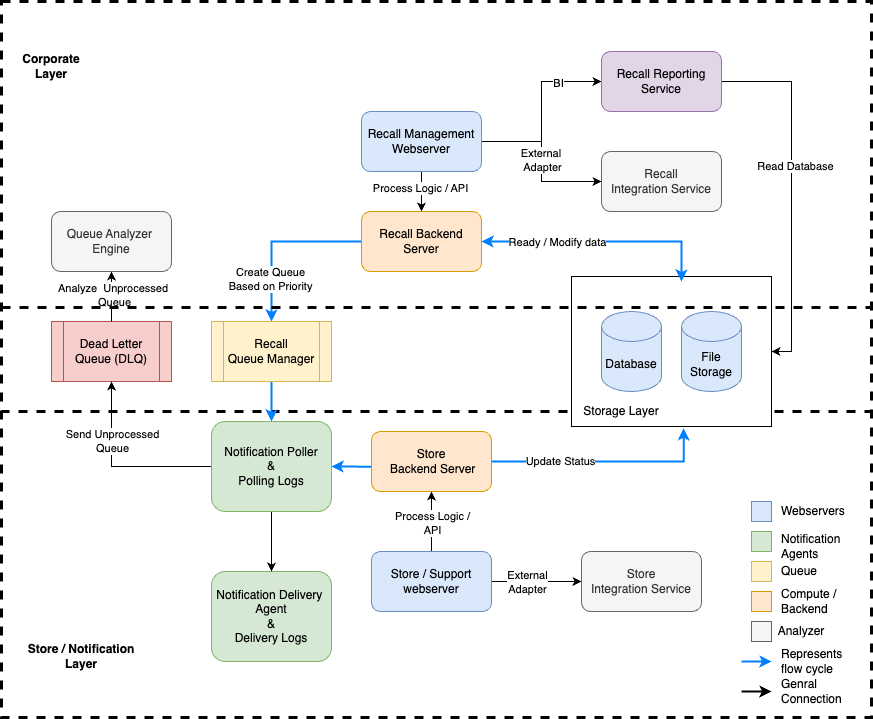 Corporate
Layer
Recall Reporting
Service
BI
Recall Management
Webserver
External
Adapter
Recall
Integration Service
Read Database
Process Logic / API
Queue Analyzer
Engine
Recall Backend
Server
Ready / Modify data
Create Queue
Based on Priority
Analyze Unprocessed
Queue
Dead Letter
Queue (DLQ)
Recall
Queue Manager
Database
File
Storage
Storage Layer
Send Unprocessed
Queue
Notification Poller
&
Polling Logs
Store
Backend Server
Update Status
Process Logic /
API
Notification Delivery
Agent
&
Delivery Logs
Store / Support
webserver
External
Adapter
Store
Integration Service
Store / Notification
Layer
Webservers
Notification
Agents
Queue
Compute /
Backend
Analyzer
Represents
flow cycle
Genral
Connection